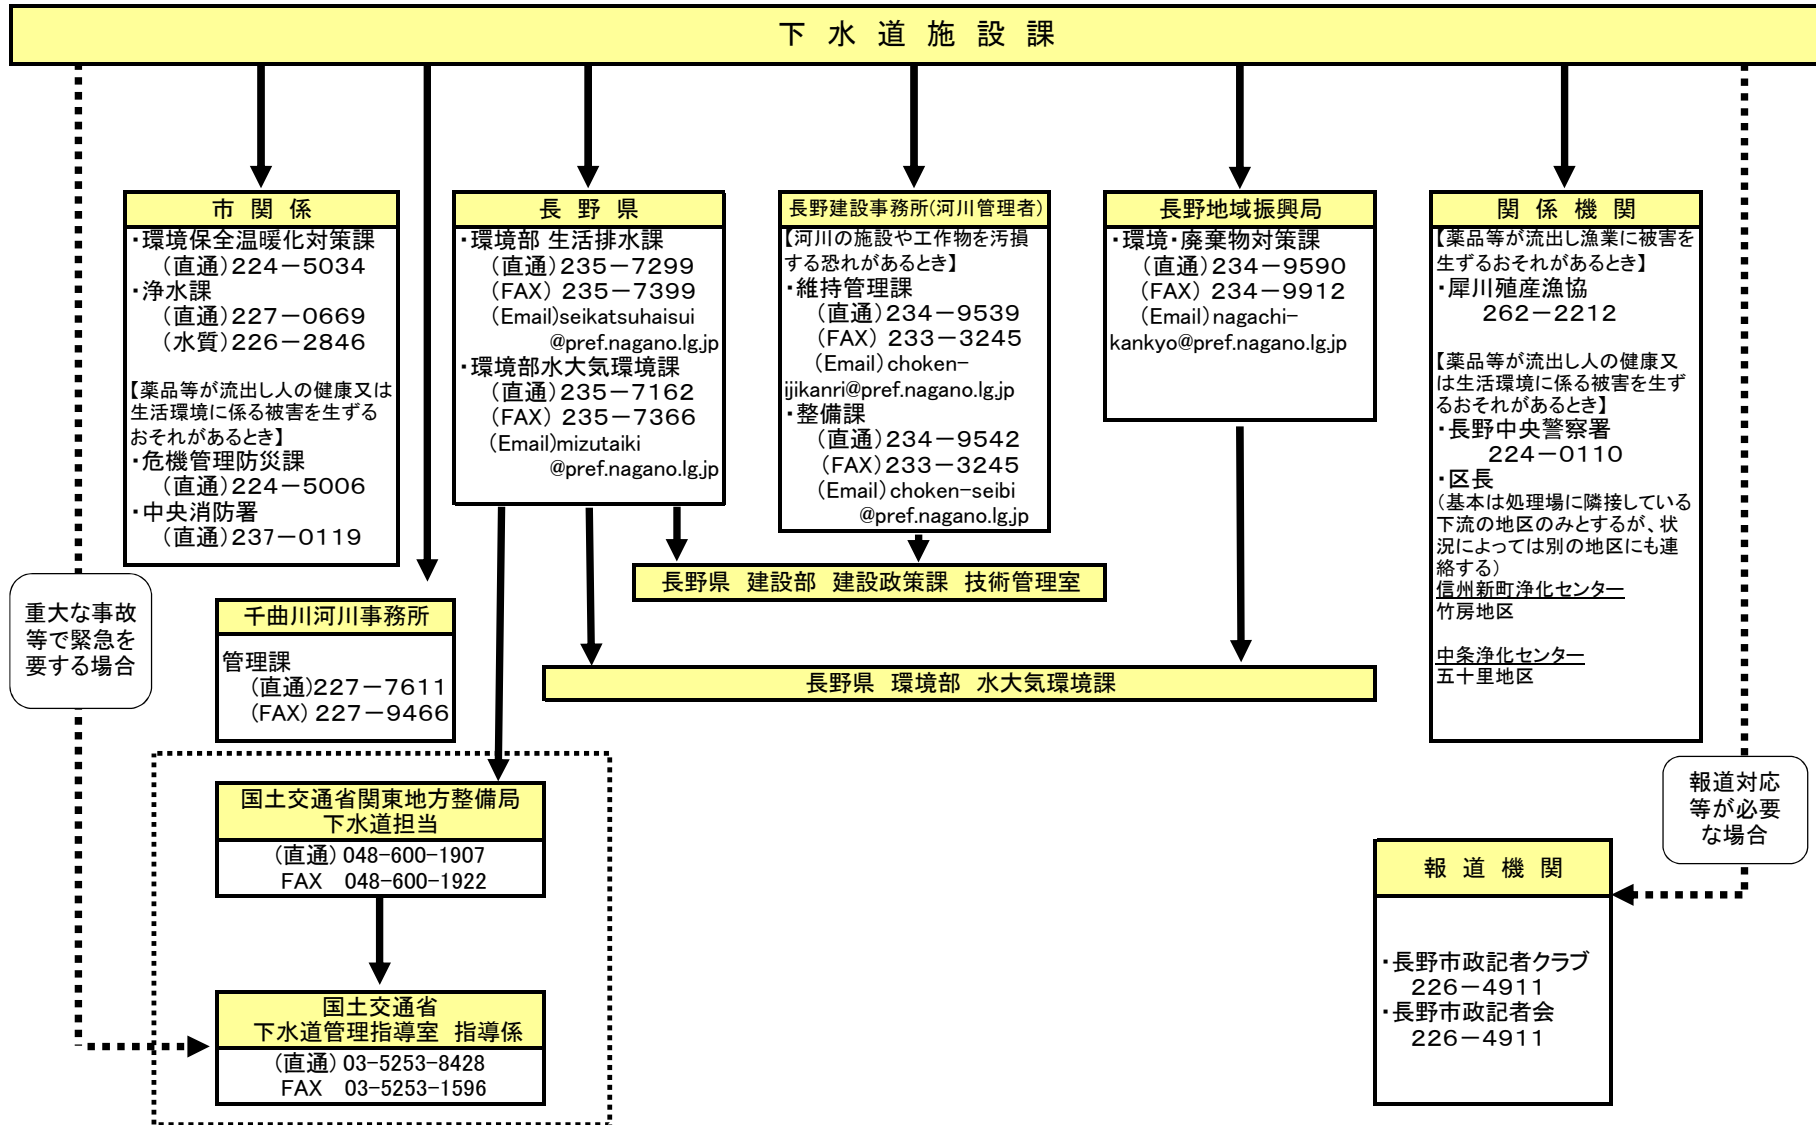 下水道施設課
市関係
・環境保全温暖化対策課
(直通)224－5034
・浄水課
(直通)227－0669
(水質)226－2846
【薬品等が流出し人の健康又は
生活環境に係る被害を生ずる
おそれがあるとき】
・危機管理防災課
(直通)224－5006
・中央消防署
(直通)237－0119
長野県
・環境部 生活排水課
(直通)235－7299
(FAX) 235－7399
(Email)seikatsuhaisui
@pref.nagano.lg.jp
・環境部水大気環境課
(直通)235－7162
(FAX) 235－7366
(Email)mizutaiki
@pref.nagano.lg.jp
長野建設事務所(河川管理者)
【河川の施設や工作物を汚損
する恐れがあるとき】
・維持管理課
(直通)234－9539
(FAX) 233－3245
(Email)choken-
ijikanri@pref.nagano.lg.jp
・整備課
(直通)234－9542
(FAX)233－3245
(Email)choken-seibi
@pref.nagano.lg.jp
長野地域振興局
・環境・廃棄物対策課
(直通)234－9590
(FAX) 234－9912
(Email)nagachi-
kankyo@pref.nagano.lg.jp
関係機関
【薬品等が流出し漁業に被害を
生ずるおそれがあるとき】
・犀川殖産漁協
262－2212
【薬品等が流出し人の健康又
は生活環境に係る被害を生ず
るおそれがあるとき】
・長野中央警察署
224－0110
・区長
(基本は処理場に隣接している
下流の地区のみとするが、状
況によっては別の地区にも連
絡する)
信州新町浄化センター
竹房地区
中条浄化センター
五十里地区
長野県 建設部 建設政策課 技術管理室
長野県 環境部 水大気環境課
重大な事故
等で緊急を
要する場合
千曲川河川事務所
管理課
(直通)227－7611
(FAX) 227－9466
国土交通省関東地方整備局
下水道担当
(直通) 048-600-1907
FAX 048-600-1922
国土交通省
下水道管理指導室 指導係
(直通) 03-5253-8428
FAX 03-5253-1596
報道対応
等が必要
な場合
報道機関
・長野市政記者クラブ
226－4911
・長野市政記者会
226－4911